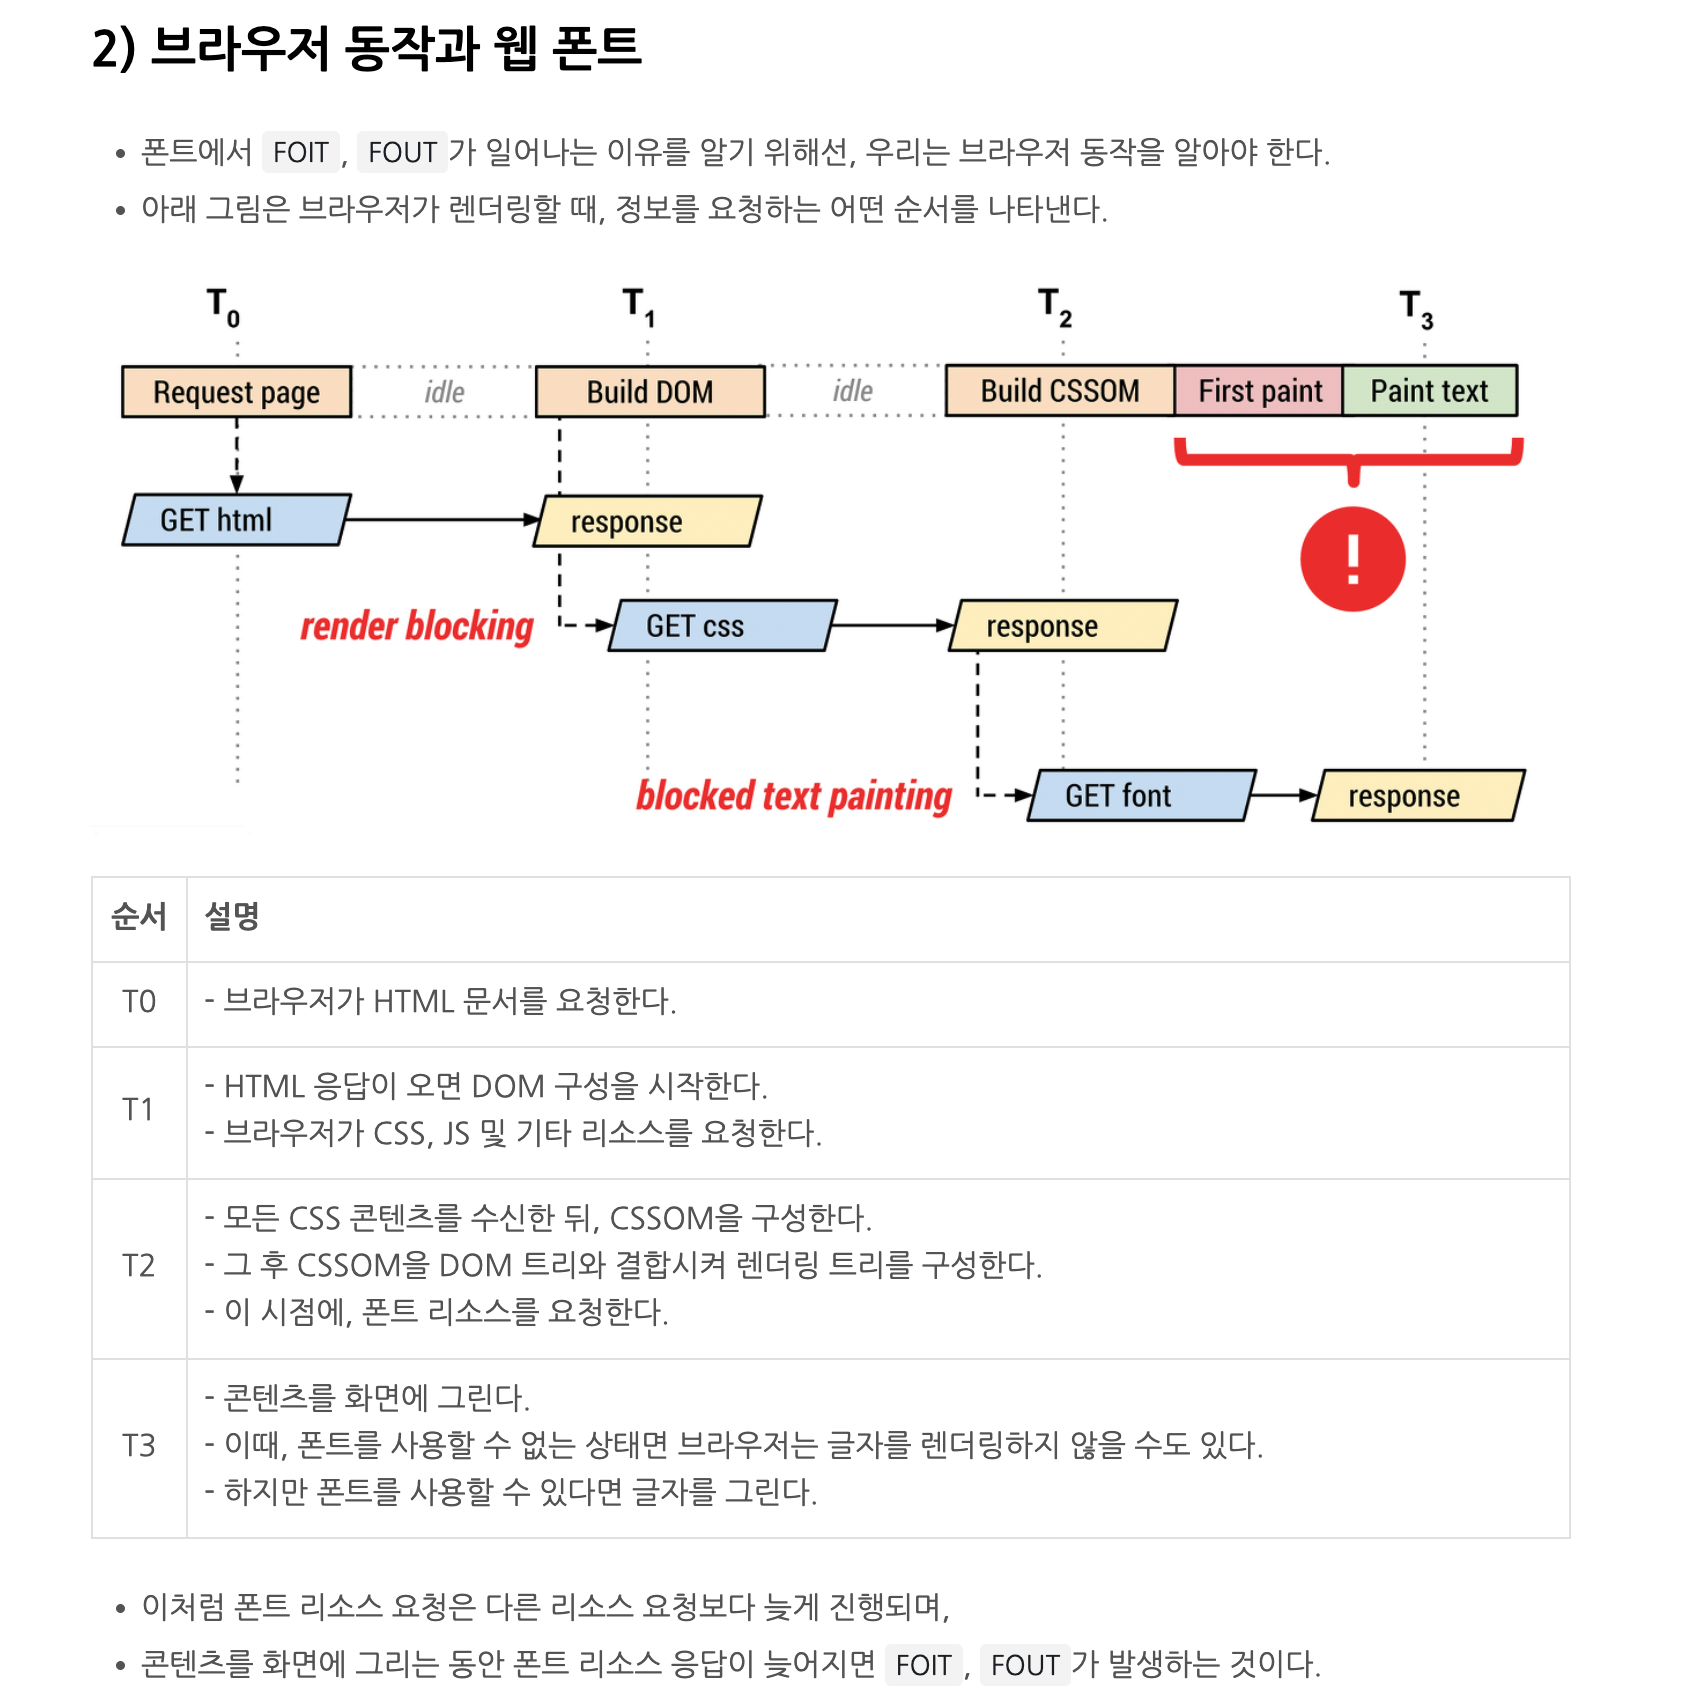 2) 브라우저 동작과 웹 폰트
• 폰트에서 FOIT, FOUT가 일어나는 이유를 알기 위해선, 우리는 브라우저 동작을 알아야 한다.
• 아래 그림은 브라우저가 렌더링할 때, 정보를 요청하는 어떤 순서를 나타낸다.
T0 T1 T2 T3
Request page idle Build DOM idle Build CSSOM First paint Paint text
GET html response
!
render blocking GET css response
blocked text painting GET font response
순서 설명
T0 - 브라우저가 HTML 문서를 요청한다.
T1 - HTML 응답이 오면 DOM 구성을 시작한다.
- 브라우저가 CSS, JS 및 기타 리소스를 요청한다.
T2 - 모든 CSS 콘텐츠를 수신한 뒤, CSSOM을 구성한다.
- 그 후 CSSOM을 DOM 트리와 결합시켜 렌더링 트리를 구성한다.
- 이 시점에, 폰트 리소스를 요청한다.
T3 - 콘텐츠를 화면에 그린다.
- 이때, 폰트를 사용할 수 없는 상태면 브라우저는 글자를 렌더링하지 않을 수도 있다.
- 하지만 폰트를 사용할 수 있다면 글자를 그린다.
• 이처럼 폰트 리소스 요청은 다른 리소스 요청보다 늦게 진행되며,
• 콘텐츠를 화면에 그리는 동안 폰트 리소스 응답이 늦어지면 FOIT, FOUT가 발생하는 것이다.